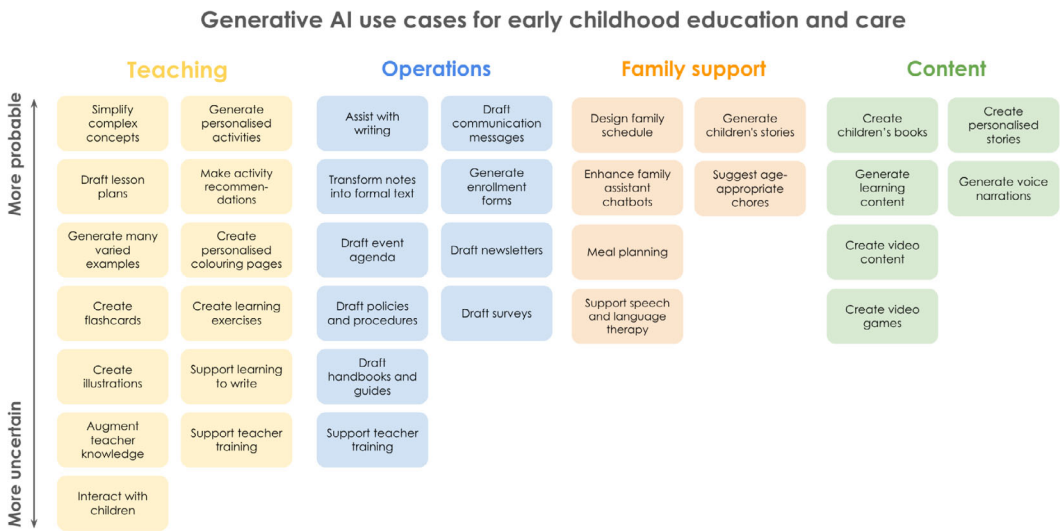 Generative AI use cases for early childhood education and care
More probable
More uncertain
Teaching
Simplify
complex
concepts
Generate
personalised
activities
Draft lesson
plans
Make activity
recommen-
dations
Generate many
varied
examples
Create
personalised
colouring pages
Create
flashcards
Create learning
exercises
Create
illustrations
Support learning
to write
Augment
teacher
knowledge
Support teacher
training
Interact with
children
Operations
Assist with
writing
Draft
communication
messages
Transform notes
into formal text
Generate
enrollment
forms
Draft event
agenda
Draft newsletters
Draft policies
and procedures
Draft surveys
Draft
handbooks and
guides
Support teacher
training
Family support
Design family
schedule
Generate
children's stories
Enhance family
assistant
chatbots
Suggest age-
appropriate
chores
Meal planning
Support speech
and language
therapy
Content
Create
children's books
Create
personalised
stories
Generate
learning
content
Generate voice
narrations
Create video
content
Create video
games